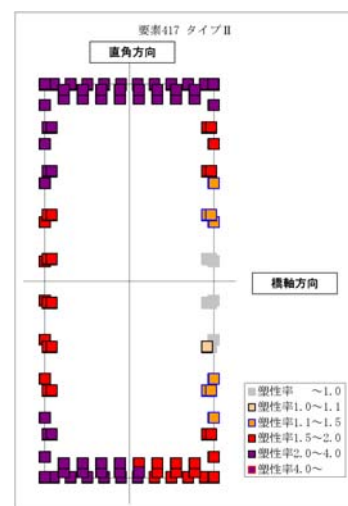 要素417 タイプⅡ
直角方向
橋軸方向
塑性率 ～1.0
塑性率1.0～1.1
塑性率1.1～1.5
塑性率1.5～2.0
塑性率2.0～4.0
塑性率4.0～